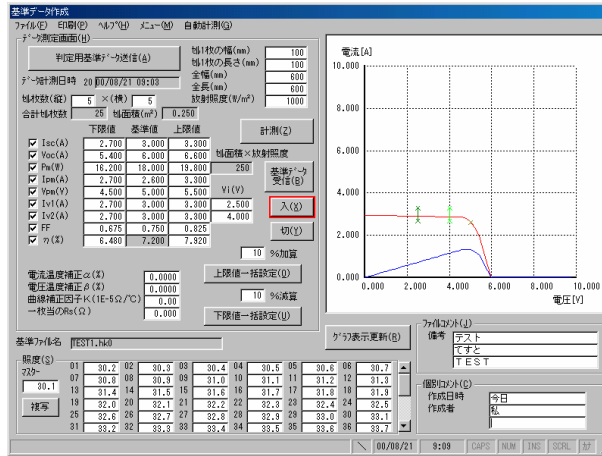 基準データ作成
ファイル(F) 印刷(P) ヘルプ(H) メニュー(M) 自動計測(G)
データ測定画面(H)
判定用基準データ送信(A)
データ計測日時 20 00/08/21 09:03
セル枚数(縦) 5 ×(横) 5
合計セル枚数 25 セル面積(m²) 0.250
セル1枚の幅(mm) 100
セル1枚の長さ(mm) 100
全幅(mm) 600
全長(mm) 600
放射照度(W/m²) 1000
下限値 基準値 上限値
計測(Z)
Isc(A) 2.700 3.000 3.300
Voc(A) 5.400 6.000 6.600
セル面積×放射照度
Pm(W) 16.200 18.000 19.800 250
基準データ受信(B)
Ipm(A) 2.700 2.600 3.300
Vpm(V) 4.500 5.000 5.500 Vi(V)
Iv1(A) 2.700 3.000 3.300 2.500
入(X)
Iv2(A) 2.700 3.000 3.300 4.000
FF 0.675 0.750 0.825
切(Y)
η(%) 6.480 7.200 7.920
10 %加算
上限値一括設定(Q)
10 %減算
下限値一括設定(U)
電流温度補正α(%) 0.0000
電圧温度補正β(%) 0.0000
曲線補正因子K(1E-5Ω/℃) 0.00
一枚当のRs(Ω) 0.000
電流[A]
10.000
8.000
6.000
4.000
2.000
0.000
0.000 2.000 4.000 6.000 8.000 10.000
電圧[V]
基準ファイル名 TEST1.hk0
グラフ表示更新(R)
ファイルコメント(J)
備考 テスト
てすと
TEST
照度(S)
マスター
30.1
複写
01 30.2 02 30.3 03 30.4 04 30.5 05 30.6 06 30.7
07 30.8 08 30.9 09 31.0 10 31.1 11 31.2 12 31.3
13 31.4 14 31.5 15 31.6 16 31.7 17 31.8 18 31.9
19 32.0 20 32.1 21 32.2 22 32.3 23 32.4 24 32.5
25 32.6 26 32.7 27 32.8 28 32.9 29 33.0 30 33.1
31 33.2 32 33.3 33 33.4 34 33.5 35 33.6 36 33.7
個別コメント(C)
作成日時 今日
作成者 私
00/08/21 9:09 CAPS NUM INS SCRL カナ